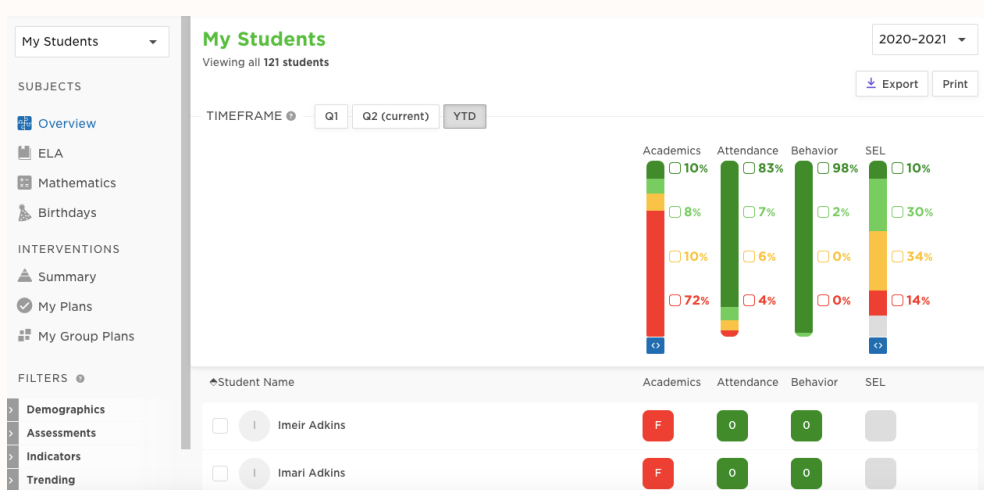 My Students
SUBJECTS
Overview
ELA
Mathematics
Birthdays
INTERVENTIONS
Summary
My Plans
My Group Plans
FILTERS ?
Demographics
Assessments
Indicators
Trending
My Students
Viewing all 121 students
2020–2021
Export Print
TIMEFRAME ? Q1 Q2 (current) YTD
Academics Attendance Behavior SEL
10% 83% 98% 10%
8% 7% 2% 30%
10% 6% 0% 34%
72% 4% 0% 14%
Student Name Academics Attendance Behavior SEL
I Imeir Adkins F 0 0
I Imari Adkins F 0 0